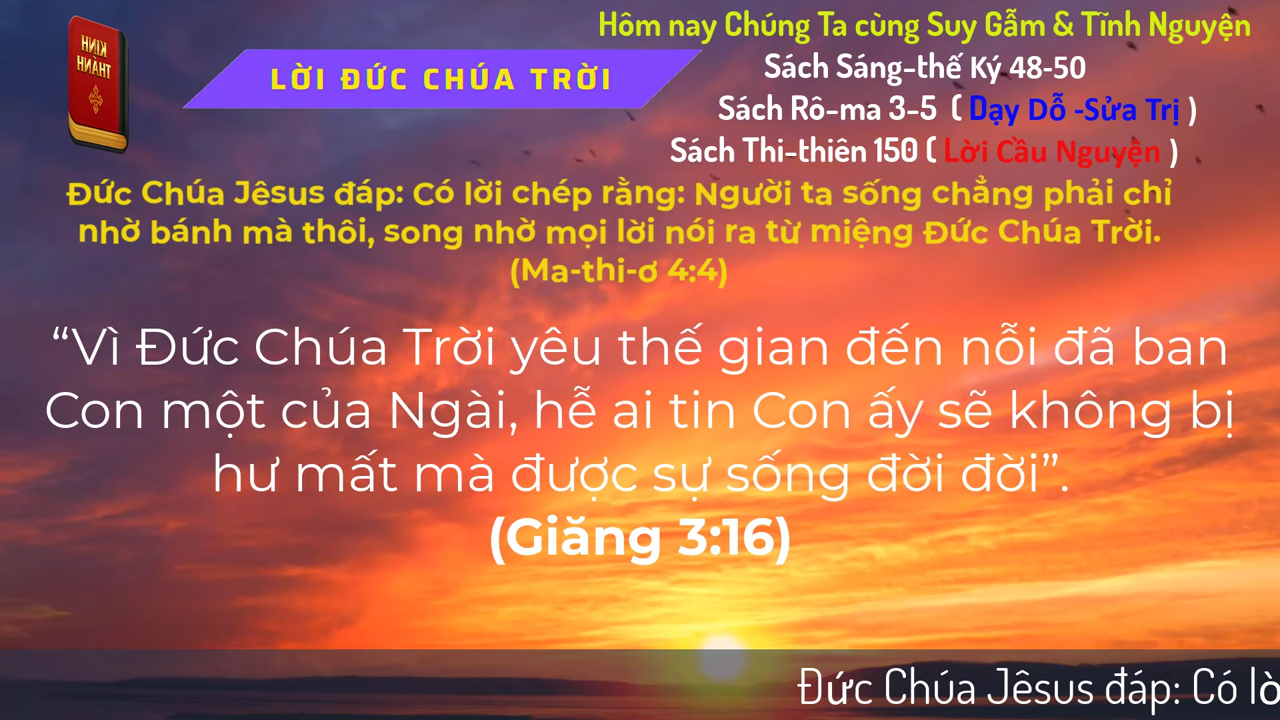 KINH
THÁNH
LỜI ĐỨC CHÚA TRỜI
Hôm nay Chúng Ta cùng Suy Gẫm & Tĩnh Nguyện
Sách Sáng-thế Ký 48-50
Sách Rô-ma 3-5 ( Dạy Dỗ -Sửa Trị )
Sách Thi-thiên 150 ( Lời Cầu Nguyện )
Đức Chúa Jêsus đáp: Có lời chép rằng: Người ta sống chẳng phải chỉ
nhờ bánh mà thôi, song nhờ mọi lời nói ra từ miệng Đức Chúa Trời.
(Ma-thi-ơ 4:4)
“Vì Đức Chúa Trời yêu thế gian đến nỗi đã ban
Con một của Ngài, hễ ai tin Con ấy sẽ không bị
hư mất mà được sự sống đời đời”.
(Giăng 3:16)
Đức Chúa Jêsus đáp: Có lờ